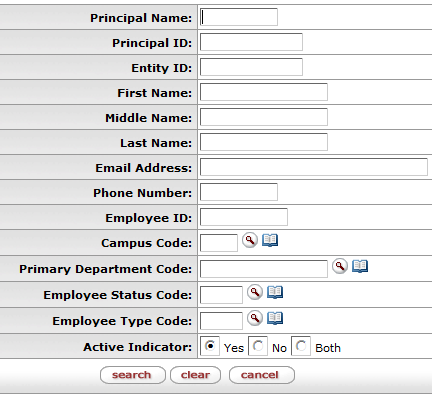 Principal Name:
Principal ID:
Entity ID:
First Name:
Middle Name:
Last Name:
Email Address:
Phone Number:
Employee ID:
Campus Code:
Primary Department Code:
Employee Status Code:
Employee Type Code:
Active Indicator: Yes No Both
search clear cancel